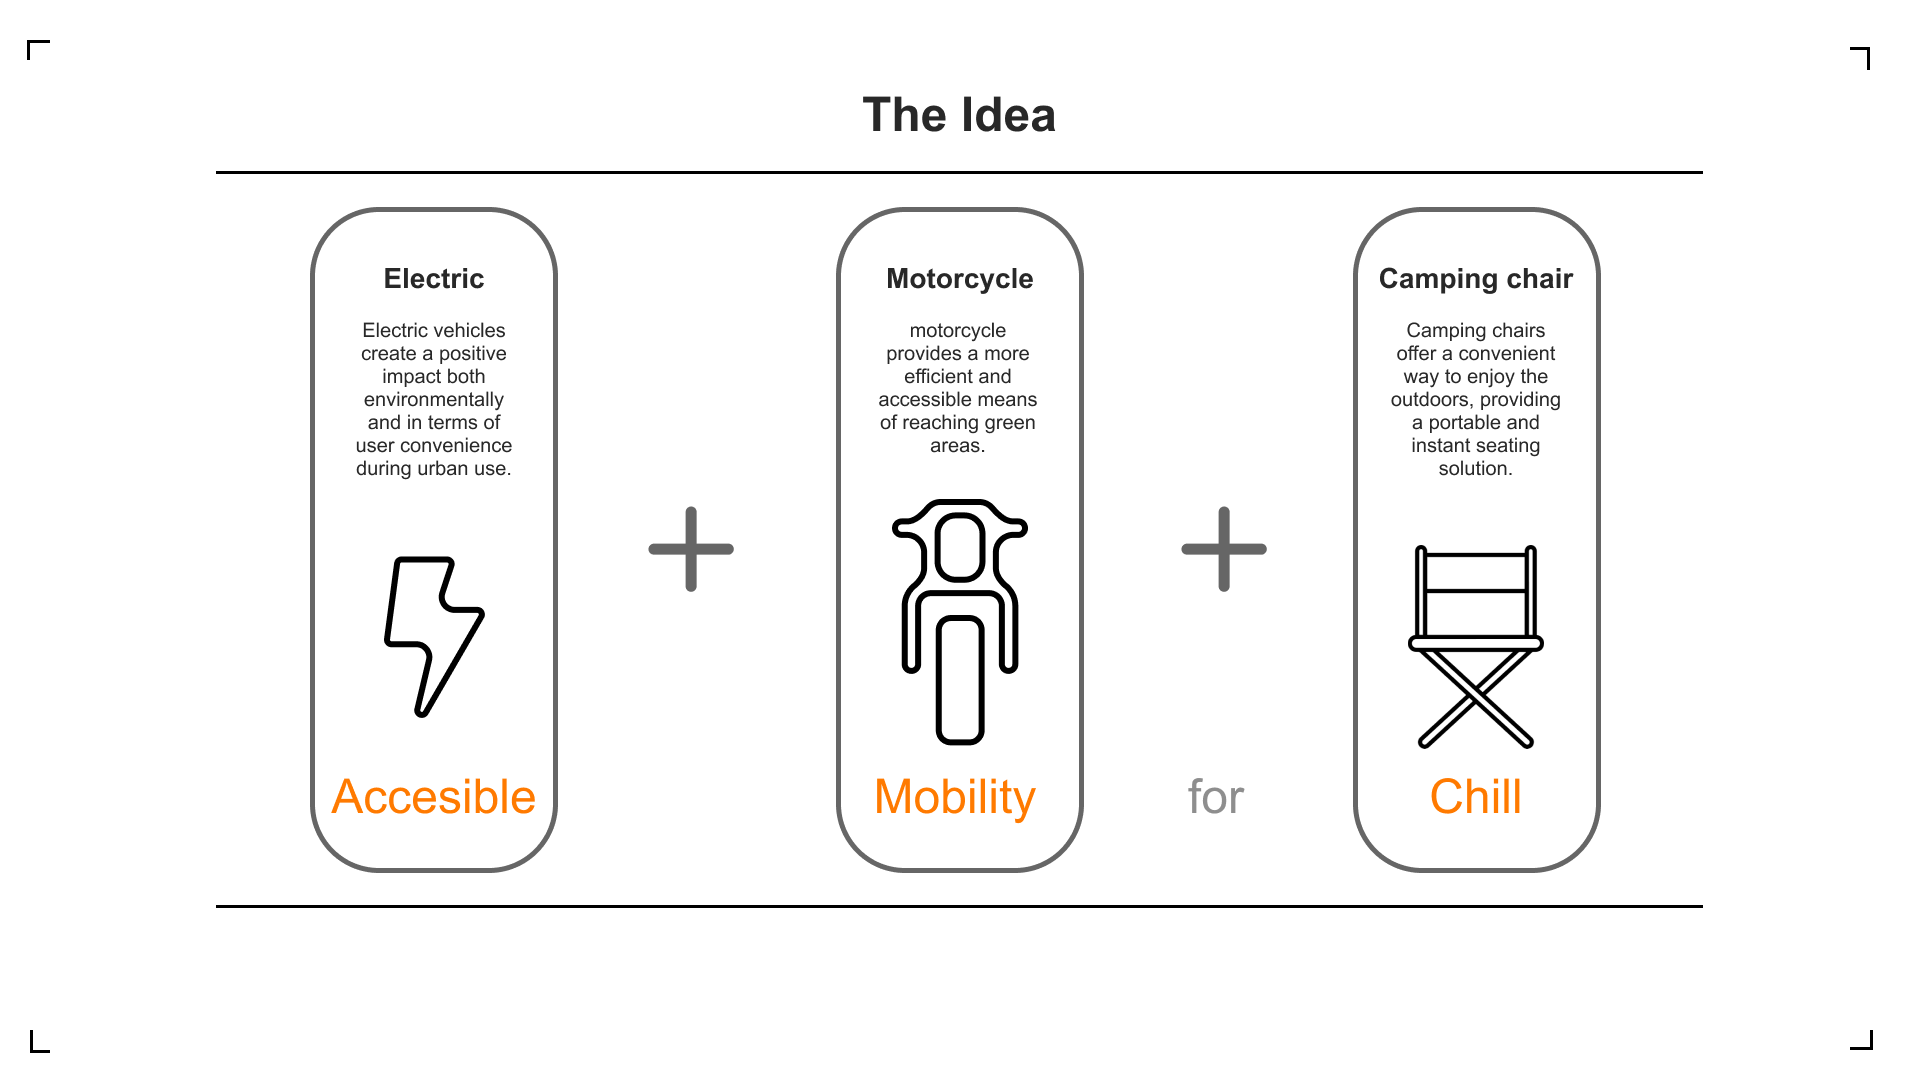 The Idea
Electric
Electric vehicles
create a positive
impact both
environmentally
and in terms of
user convenience
during urban use.
Accesible
Motorcycle
motorcycle
provides a more
efficient and
accessible means
of reaching green
areas.
Mobility
for
Camping chair
Camping chairs
offer a convenient
way to enjoy the
outdoors, providing
a portable and
instant seating
solution.
Chill